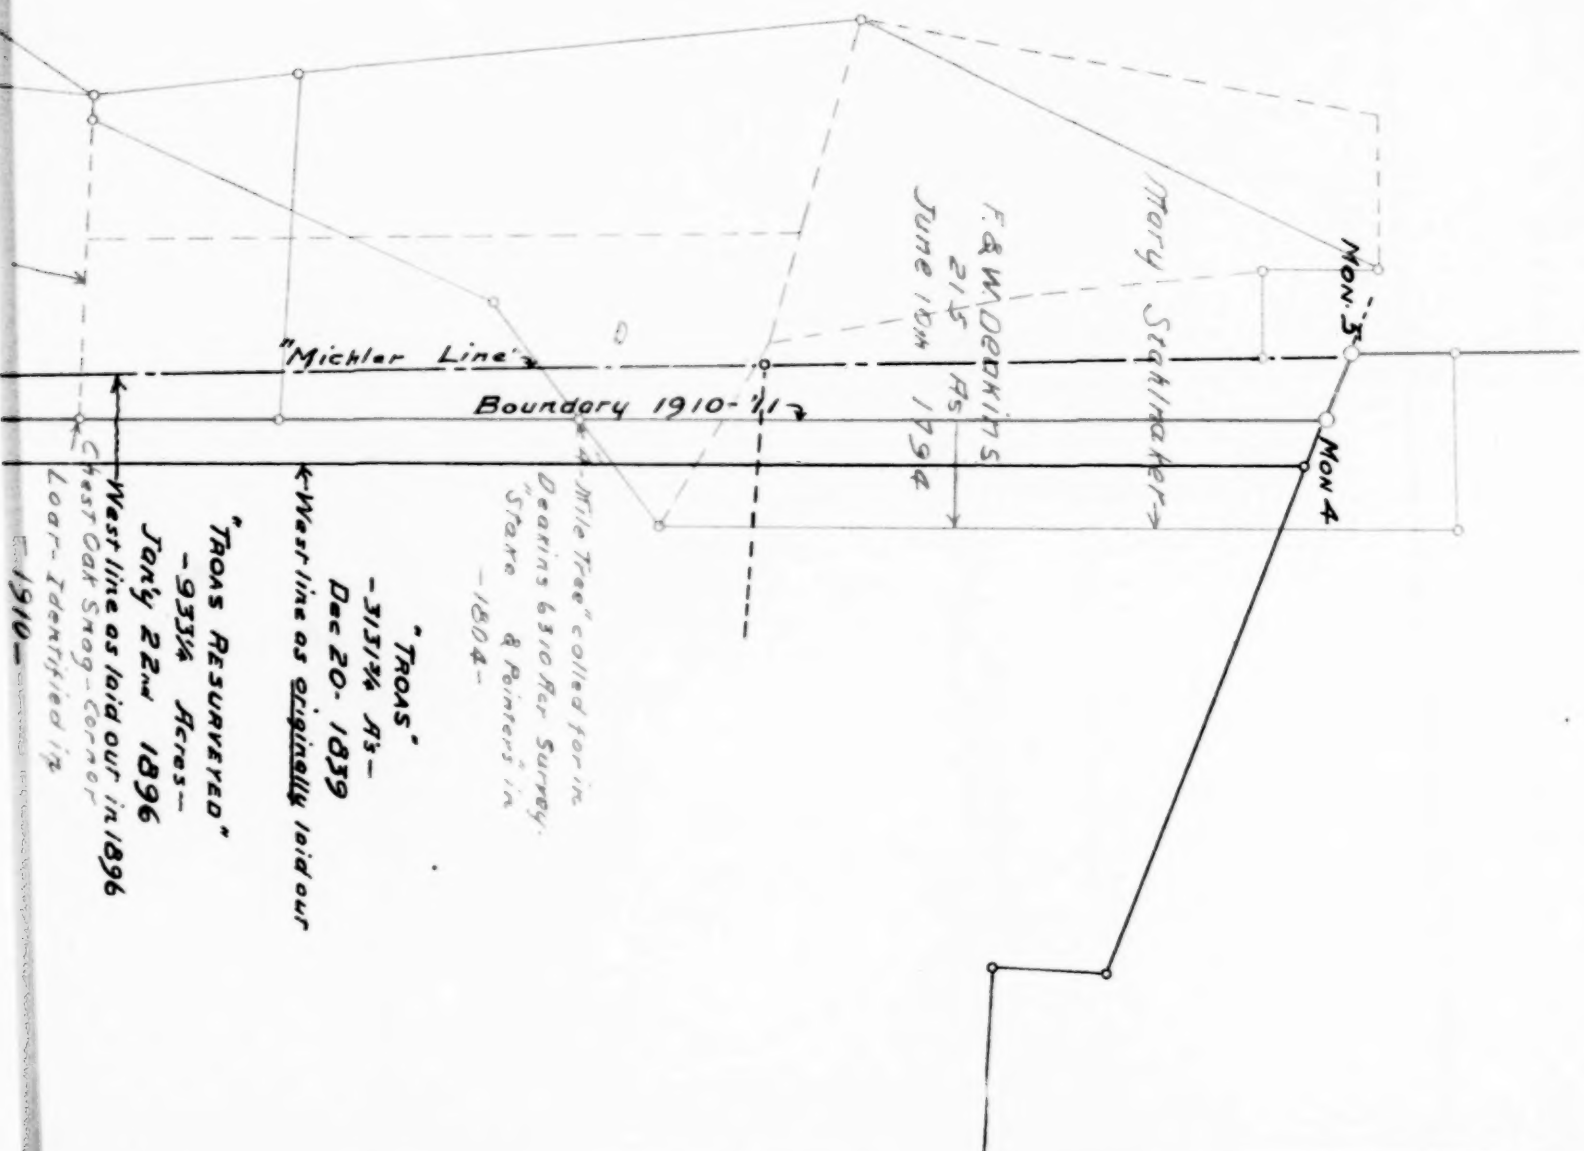 Mon. 5
Mon 4
"Michler Line"
Boundary 1910-'11
Mary Stahlnaker
F. & W. Deakins
215 As
June 10th 1794
"4-Mile Tree" called for in
Deakins 6310 Acr Survey.
"Stake & Pointers" in
-1804-
"TROAS"
-3131¾ As-
Dec 20- 1839
West line as originally laid out
"TROAS RESURVEYED"
-933¼ Acres-
Jan'y 22nd 1896
West line as laid out in 1896
Chest Oak Snag-Corner
Loar-Identified in
1910-